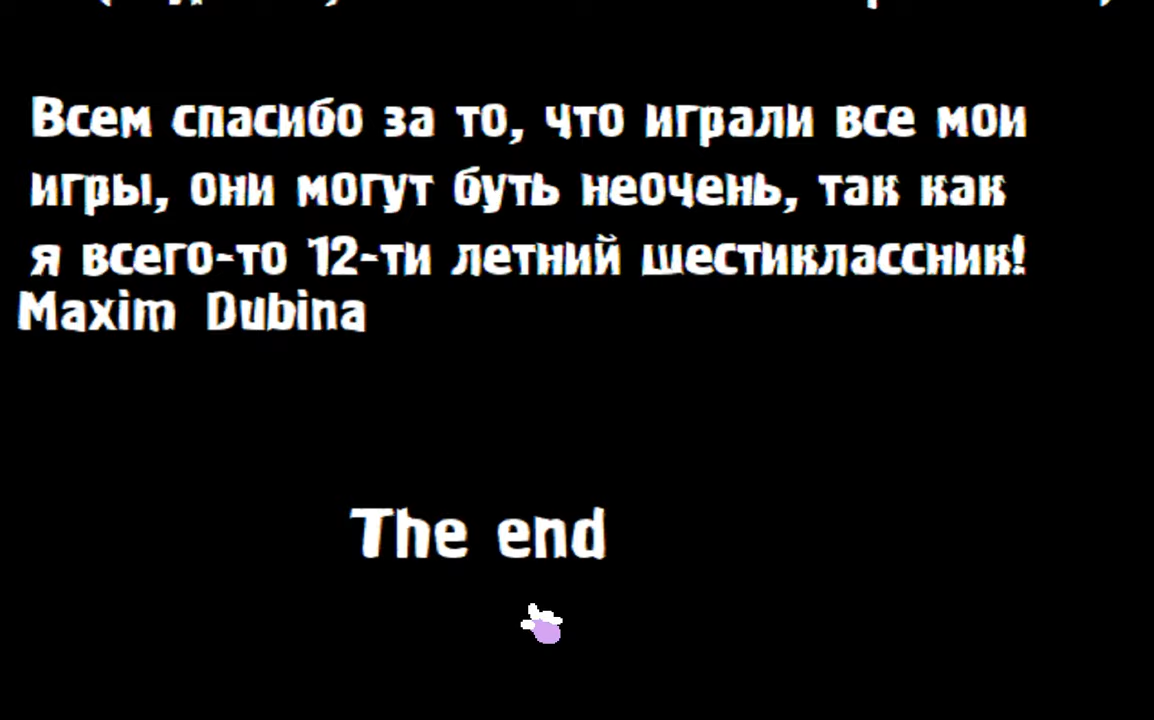 Всем спасибо за то, что играли все мои
игры, они могут буть неочень, так как
я всего-то 12-ти летний шестиклассник!
Maxim Dubina
The end